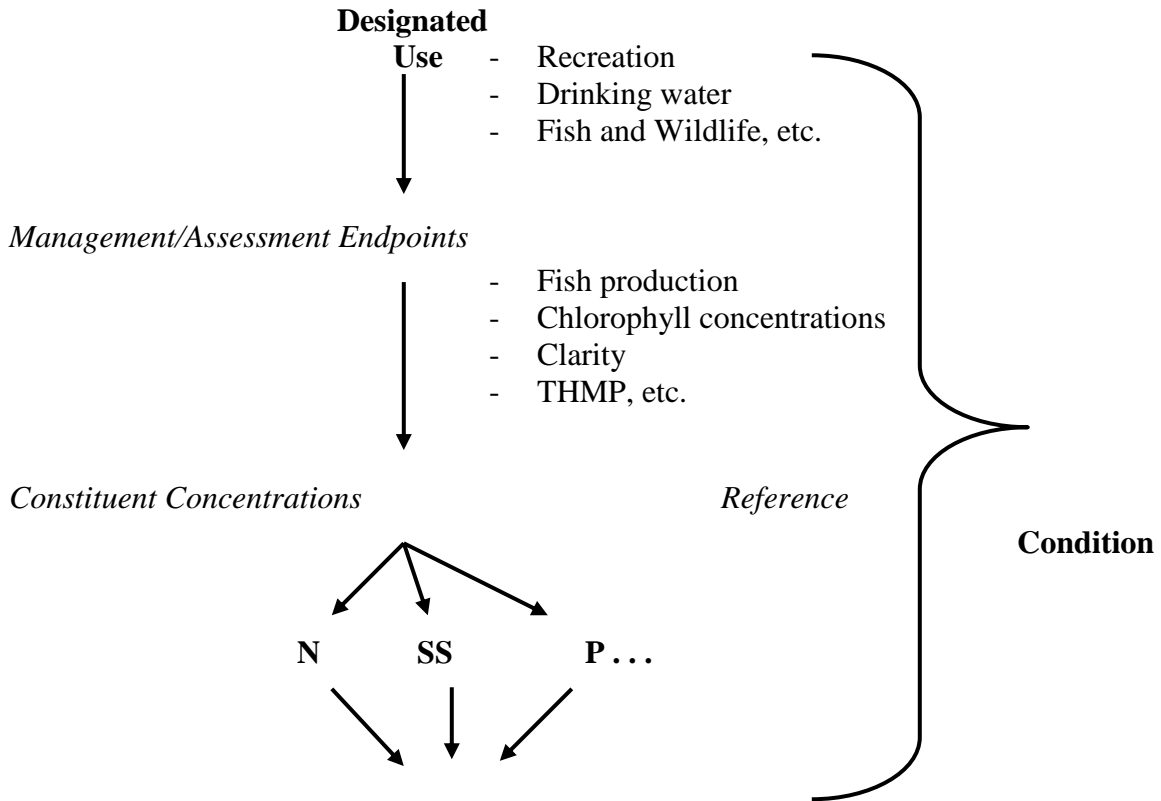 Designated
Use - Recreation
- Drinking water
- Fish and Wildlife, etc.
Management/Assessment Endpoints
- Fish production
- Chlorophyll concentrations
- Clarity
- THMP, etc.
Constituent Concentrations Reference
Condition
N SS P . . .